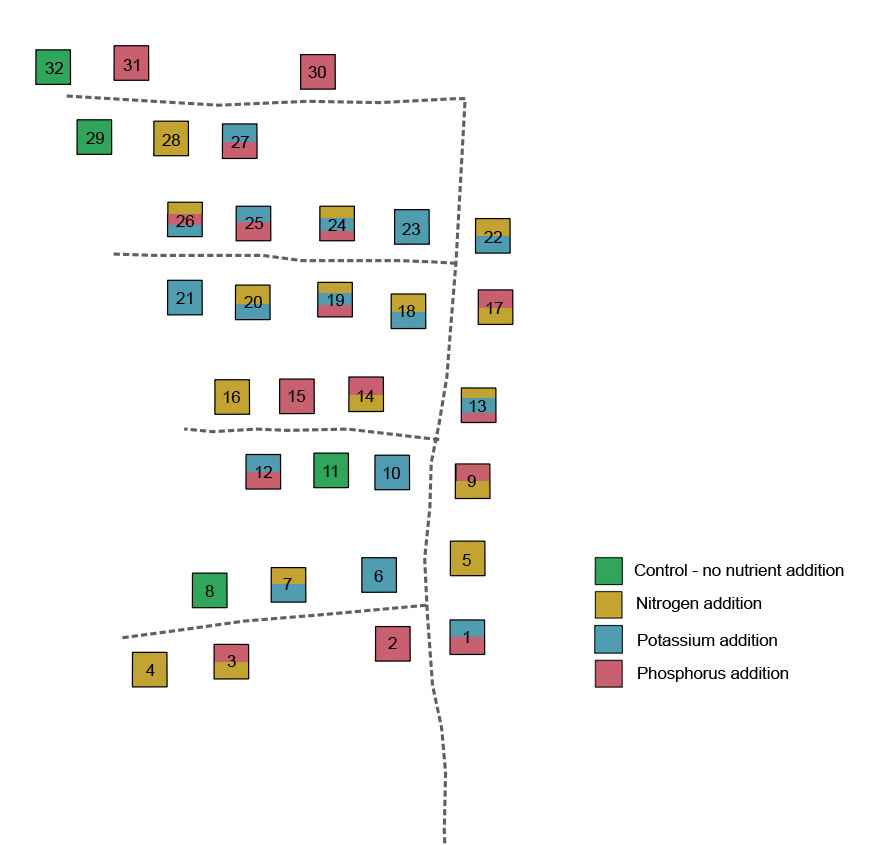 32 31 30
29 28 27
26 25 24 23 22
21 20 19 18 17
16 15 14 13
12 11 10 9
8 7 6 5
4 3 2 1
Control - no nutrient addition
Nitrogen addition
Potassium addition
Phosphorus addition